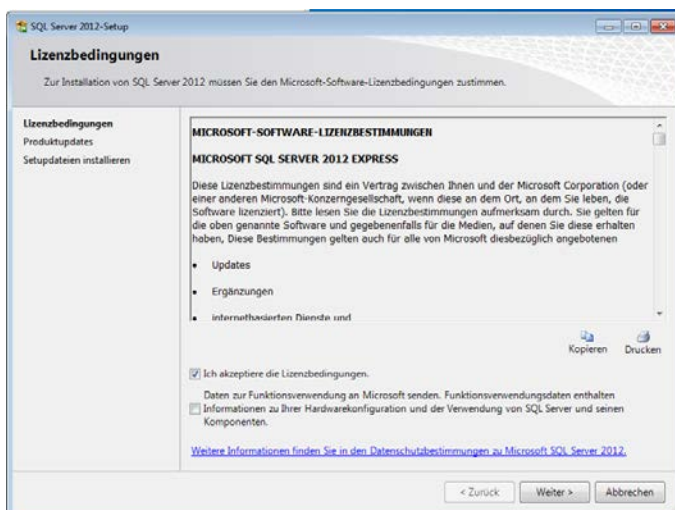 SQL Server 2012-Setup
Lizenzbedingungen
Zur Installation von SQL Server 2012 müssen Sie den Microsoft-Software-Lizenzbedingungen zustimmen.
Lizenzbedingungen
Produktupdates
Setupdateien installieren
MICROSOFT-SOFTWARE-LIZENZBESTIMMUNGEN
MICROSOFT SQL SERVER 2012 EXPRESS
Diese Lizenzbestimmungen sind ein Vertrag zwischen Ihnen und der Microsoft Corporation (oder
einer anderen Microsoft-Konzerngesellschaft, wenn diese an dem Ort, an dem Sie leben, die
Software lizenziert). Bitte lesen Sie die Lizenzbestimmungen aufmerksam durch. Sie gelten für
die oben genannte Software und gegebenenfalls für die Medien, auf denen Sie diese erhalten
haben, Diese Bestimmungen gelten auch für alle von Microsoft diesbezüglich angebotenen
• Updates
• Ergänzungen
• internetbasierten Dienste und
Kopieren Drucken
Ich akzeptiere die Lizenzbedingungen.
Daten zur Funktionsverwendung an Microsoft senden. Funktionsverwendungsdaten enthalten
Informationen zu Ihrer Hardwarekonfiguration und der Verwendung von SQL Server und seinen
Komponenten.
Weitere Informationen finden Sie in den Datenschutzbestimmungen zu Microsoft SQL Server 2012.
< Zurück Weiter > Abbrechen